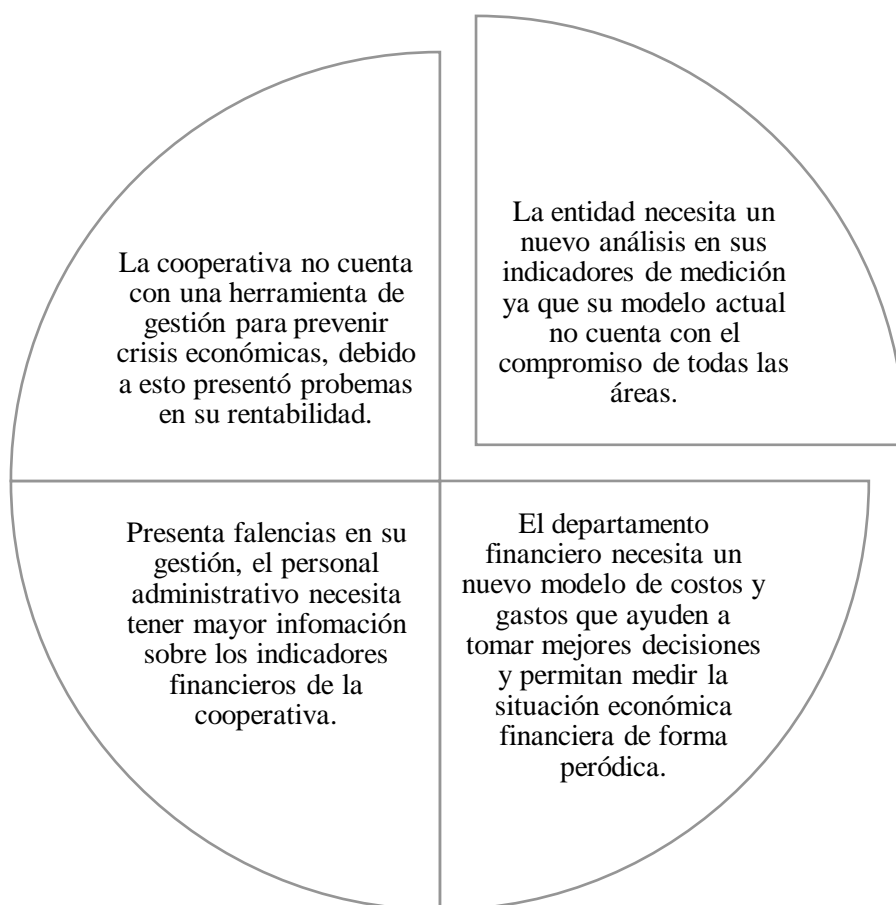 La cooperativa no cuenta
con una herramienta de
gestión para prevenir
crisis económicas, debido
a esto presentó probemas
en su rentabilidad.
La entidad necesita un
nuevo análisis en sus
indicadores de medición
ya que su modelo actual
no cuenta con el
compromiso de todas las
áreas.
Presenta falencias en su
gestión, el personal
administrativo necesita
tener mayor infomación
sobre los indicadores
financieros de la
cooperativa.
El departamento
financiero necesita un
nuevo modelo de costos y
gastos que ayuden a
tomar mejores decisiones
y permitan medir la
situación económica
financiera de forma
peródica.